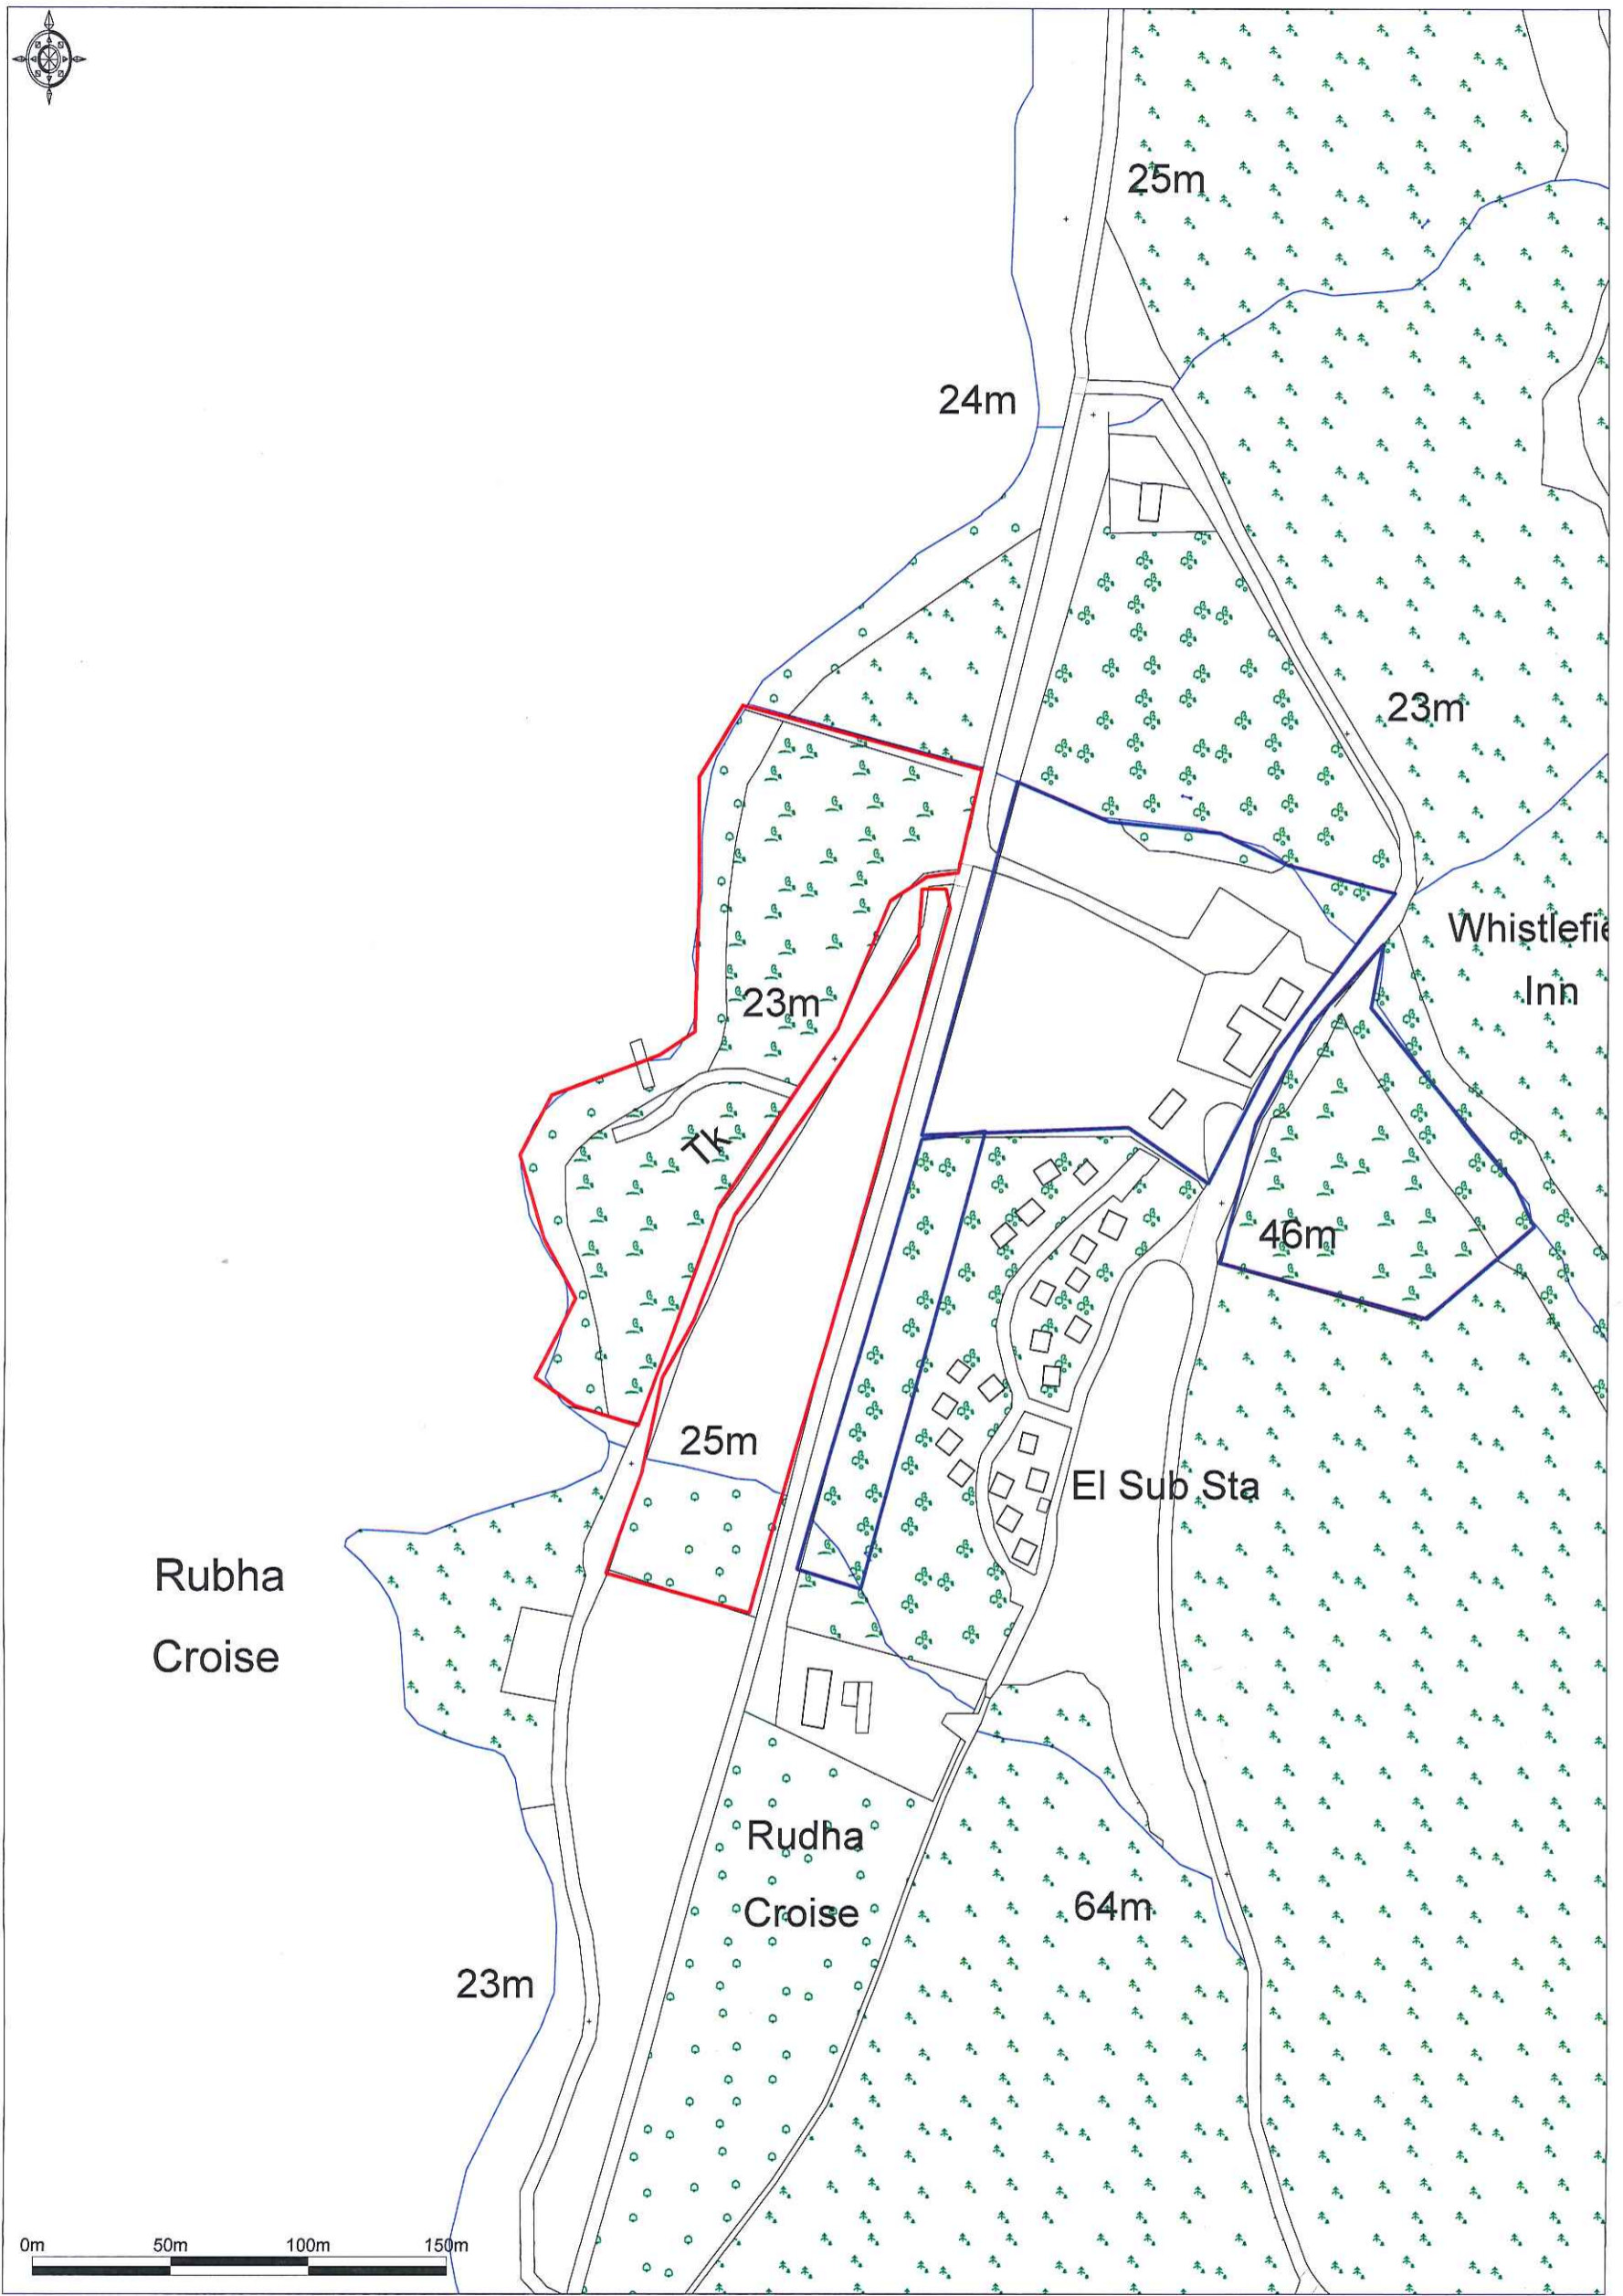 25m
24m
23m
Whistlefie
Inn
23m
Tk
46m
25m
El Sub Sta
Rubha
Croise
Rudha
Croise
64m
23m
0m 50m 100m 150m